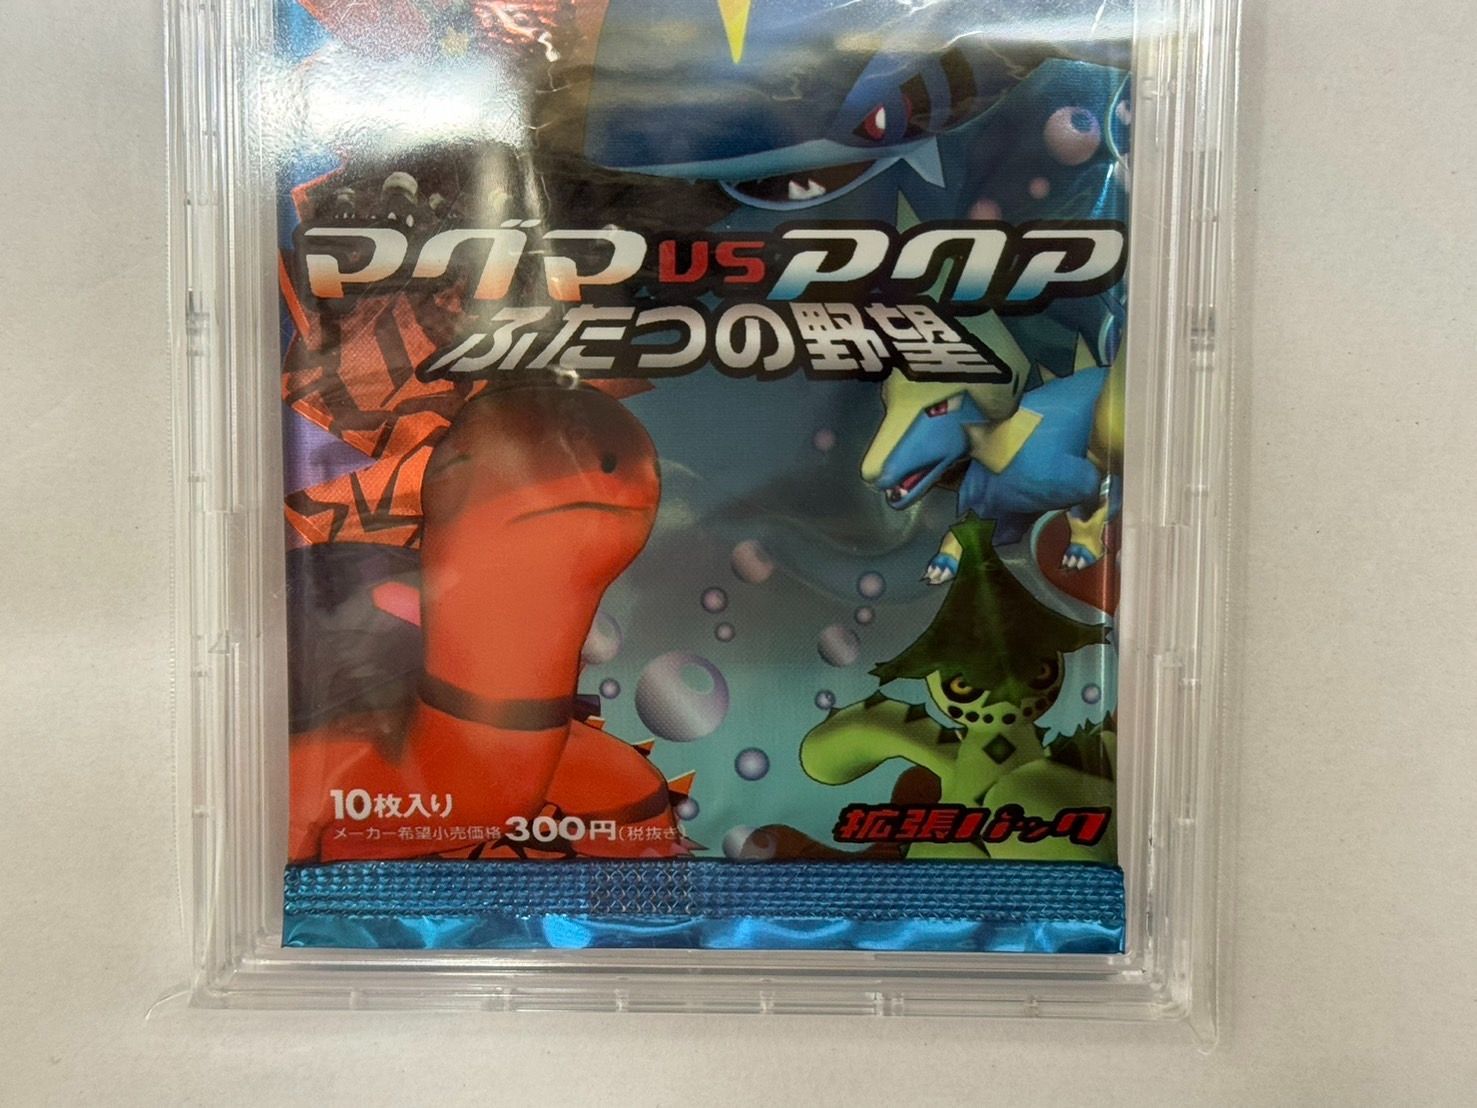 マグマVSアクア
ふたつの野望
10枚入り
メーカー希望小売価格 300円(税抜き)
拡張パック